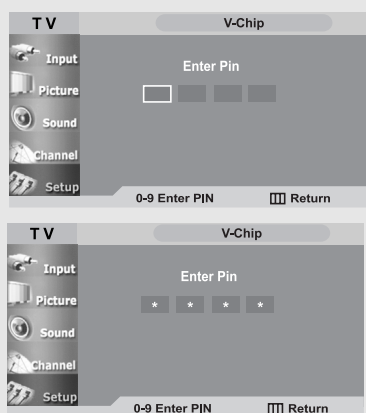 TV V-Chip
Input
Enter Pin
Picture
Sound
Channel
Setup
0-9 Enter PIN Return
TV V-Chip
Input
Enter Pin
Picture
* * * *
Sound
Channel
Setup
0-9 Enter PIN Return